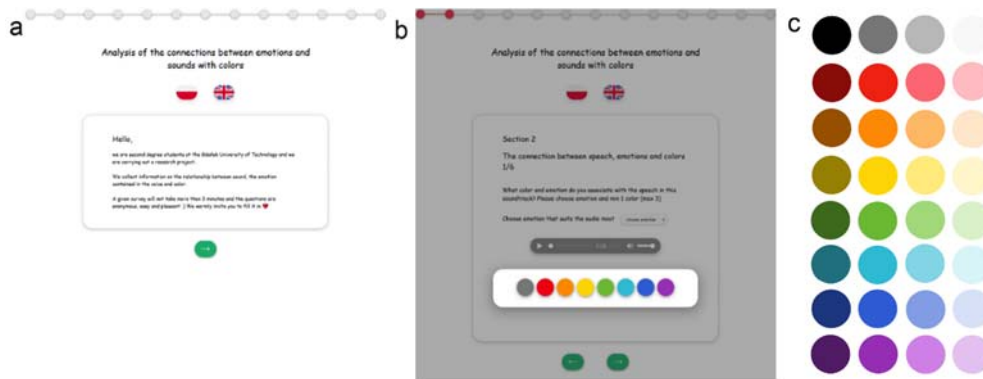 a
Analysis of the connections between emotions and
sounds with colors
Hello,
we are second degree students at the Gdańsk University of Technology and we
are carrying out a research project.
We collect information on the relationship between sound, the emotion
contained in the voice and color.
A given survey will not take more than 3 minutes and the questions are
anonymous, easy and pleasant :) We warmly invite you to fill it in
b
Analysis of the connections between emotions and
sounds with colors
Section 2
The connection between speech, emotions and colors
1/6
What color and emotion do you associate with the speech in this
soundtrack? Please choose emotion and min 1 color (max 3)
Choose emotion that suits the audio most
choose emotion
c